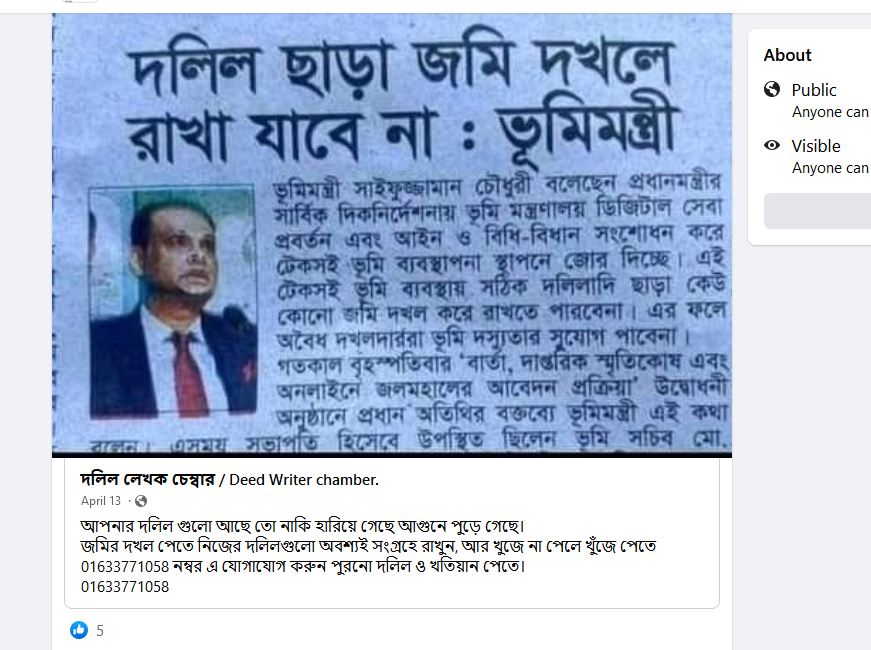 দলিল ছাড়া জমি দখলে
রাখা যাবে না : ভূমিমন্ত্রী
ভূমিমন্ত্রী সাইফুজ্জামান চৌধুরী বলেছেন প্রধানমন্ত্রীর
সার্বিক দিকনির্দেশনায় ভূমি মন্ত্রণালয় ডিজিটাল সেবা
প্রবর্তন এবং আইন ও বিধি-বিধান সংশোধন করে
টেকসই ভূমি ব্যবস্থাপনা স্থাপনে জোর দিচ্ছে। এই
টেকসই ভূমি ব্যবস্থায় সঠিক দলিলাদি ছাড়া কেউ
কোনো জমি দখল করে রাখতে পারবেনা। এর ফলে
অবৈধ দখলদাররা ভূমি দস্যুতার সুযোগ পাবেনা।
গতকাল বৃহস্পতিবার 'বার্তা, দাপ্তরিক স্মৃতিকোষ এবং
অনলাইনে জলমহালের আবেদন প্রক্রিয়া' উদ্বোধনী
অনুষ্ঠানে প্রধান অতিথির বক্তব্যে ভূমিমন্ত্রী এই কথা
বলেন। এসময় সভাপতি হিসেবে উপস্থিত ছিলেন ভূমি সচিব মো.
দলিল লেখক চেম্বার / Deed Writer chamber.
April 13
আপনার দলিল গুলো আছে তো নাকি হারিয়ে গেছে আগুনে পুড়ে গেছে।
জমির দখল পেতে নিজের দলিলগুলো অবশ্যই সংগ্রহে রাখুন, আর খুজে না পেলে খুঁজে পেতে
01633771058 নম্বর এ যোগাযোগ করুন পুরনো দলিল ও খতিয়ান পেতে।
01633771058
5
About
Public
Anyone can
Visible
Anyone can